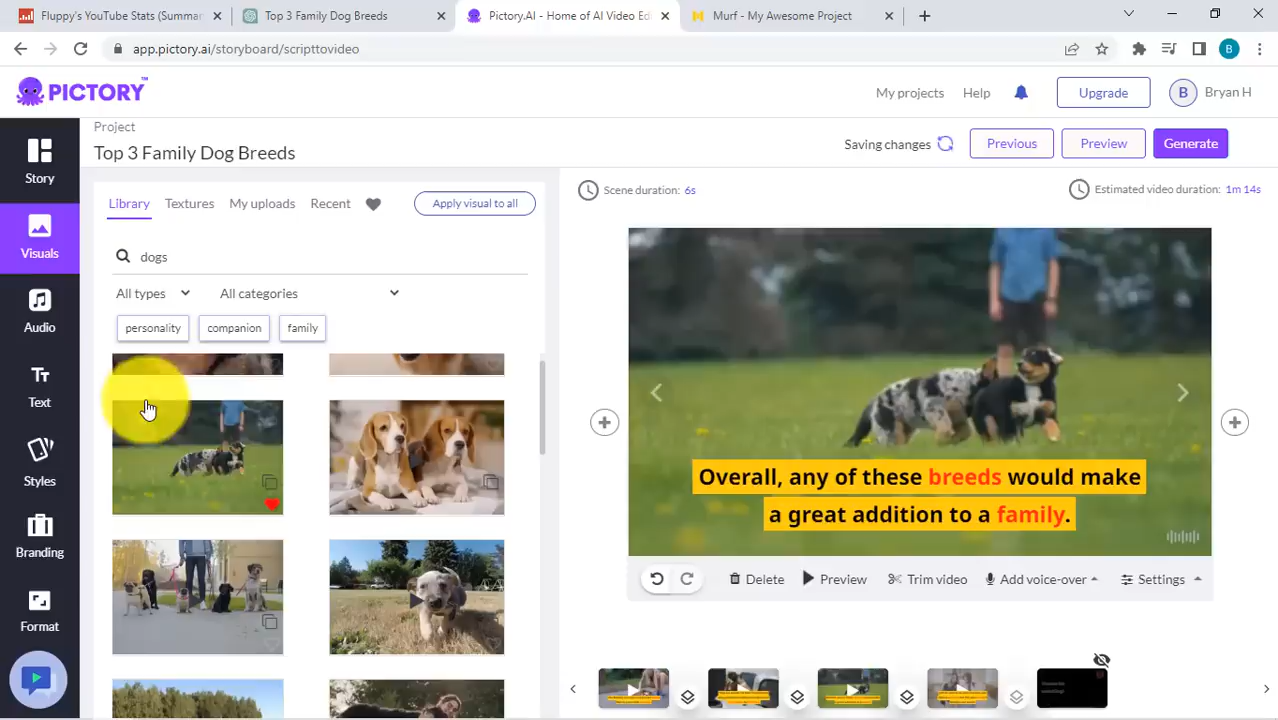 Fluppy's YouTube Stats (Summar
Top 3 Family Dog Breeds
Pictory.AI - Home of AI Video Edi
Murf - My Awesome Project
app.pictory.ai/storyboard/scripttovideo
B
PICTORY™
My projects
Help
Upgrade
B
Bryan H
Project
Top 3 Family Dog Breeds
Saving changes
Previous
Preview
Generate
Story
Visuals
Audio
Text
Styles
Branding
Format
Library
Textures
My uploads
Recent
Apply visual to all
dogs
All types
All categories
personality
companion
family
Scene duration: 6s
Estimated video duration: 1m 14s
Overall, any of these breeds would make
a great addition to a family.
Delete
Preview
Trim video
Add voice-over
Settings